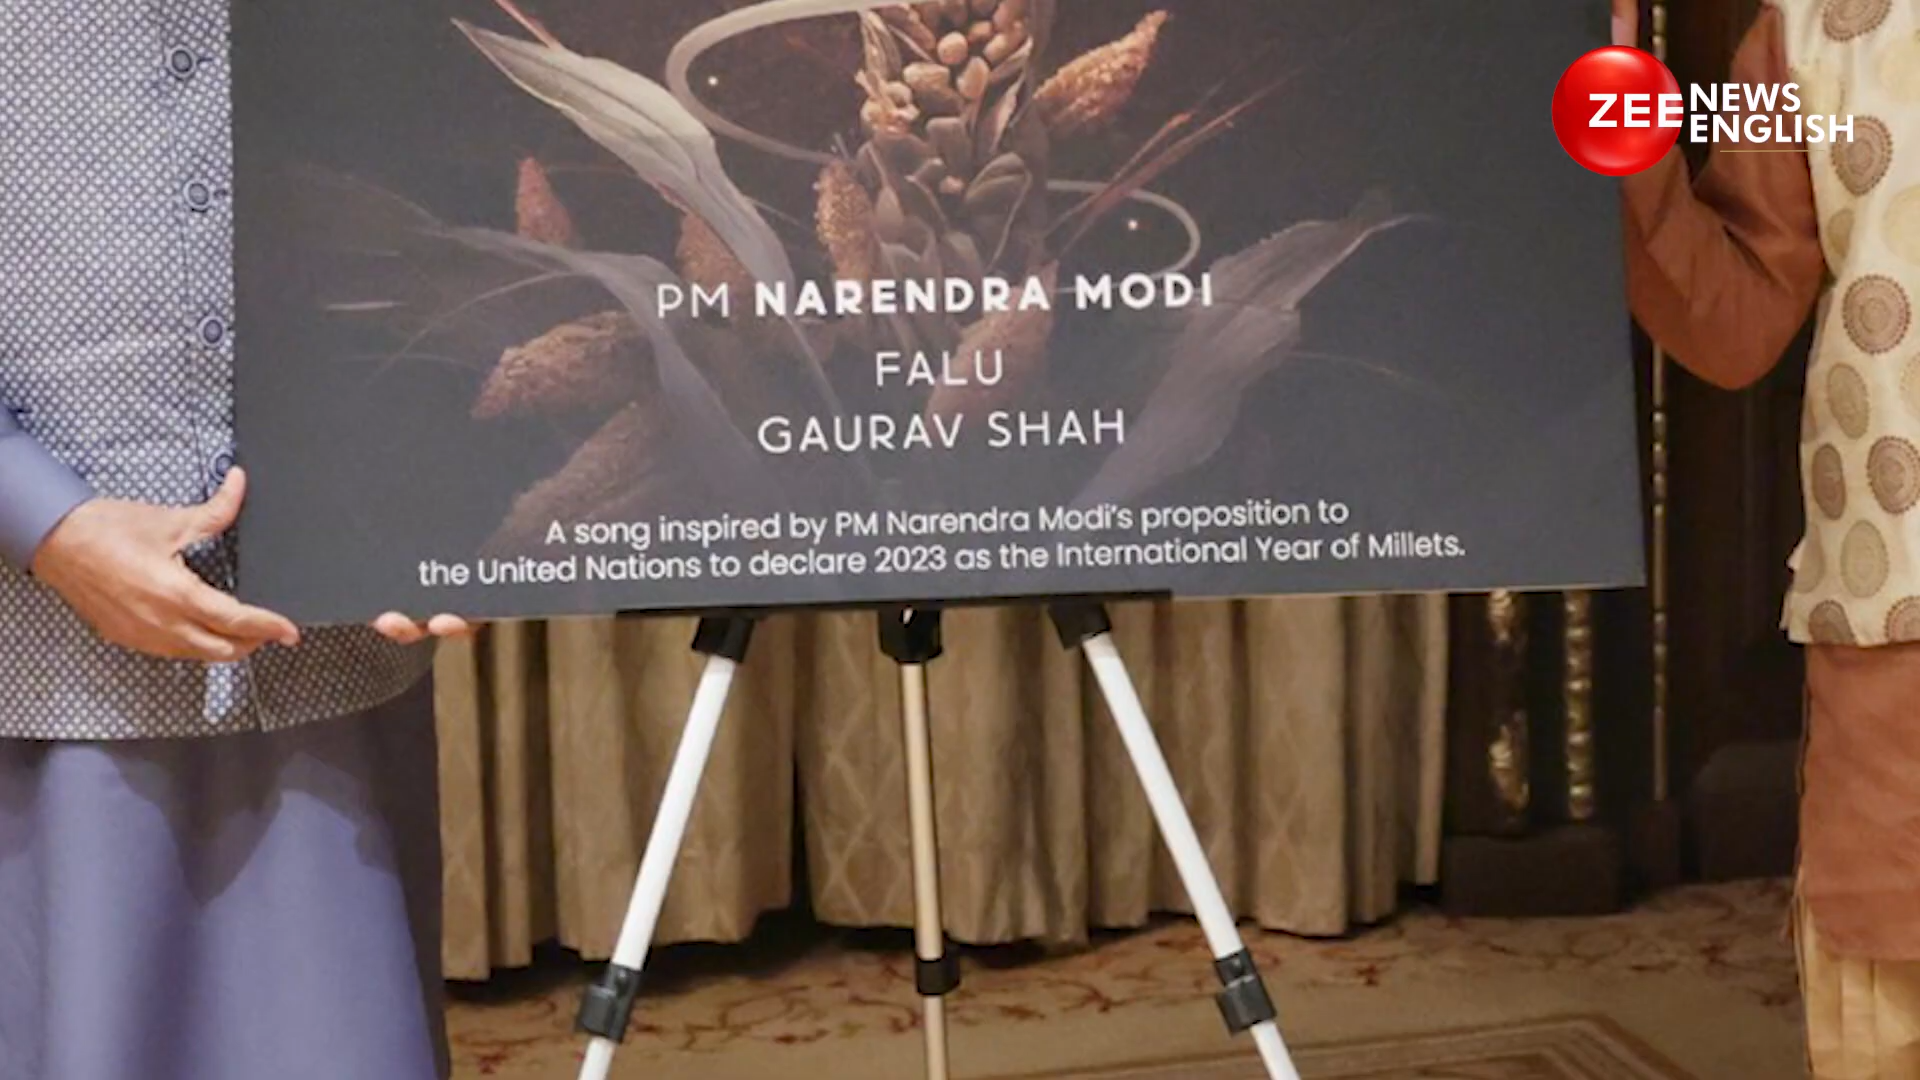 ZEE NEWS
ENGLISH
PM NARENDRA MODI
FALU
GAURAV SHAH
A song inspired by PM Narendra Modi's proposition to
the United Nations to declare 2023 as the International Year of Millets.